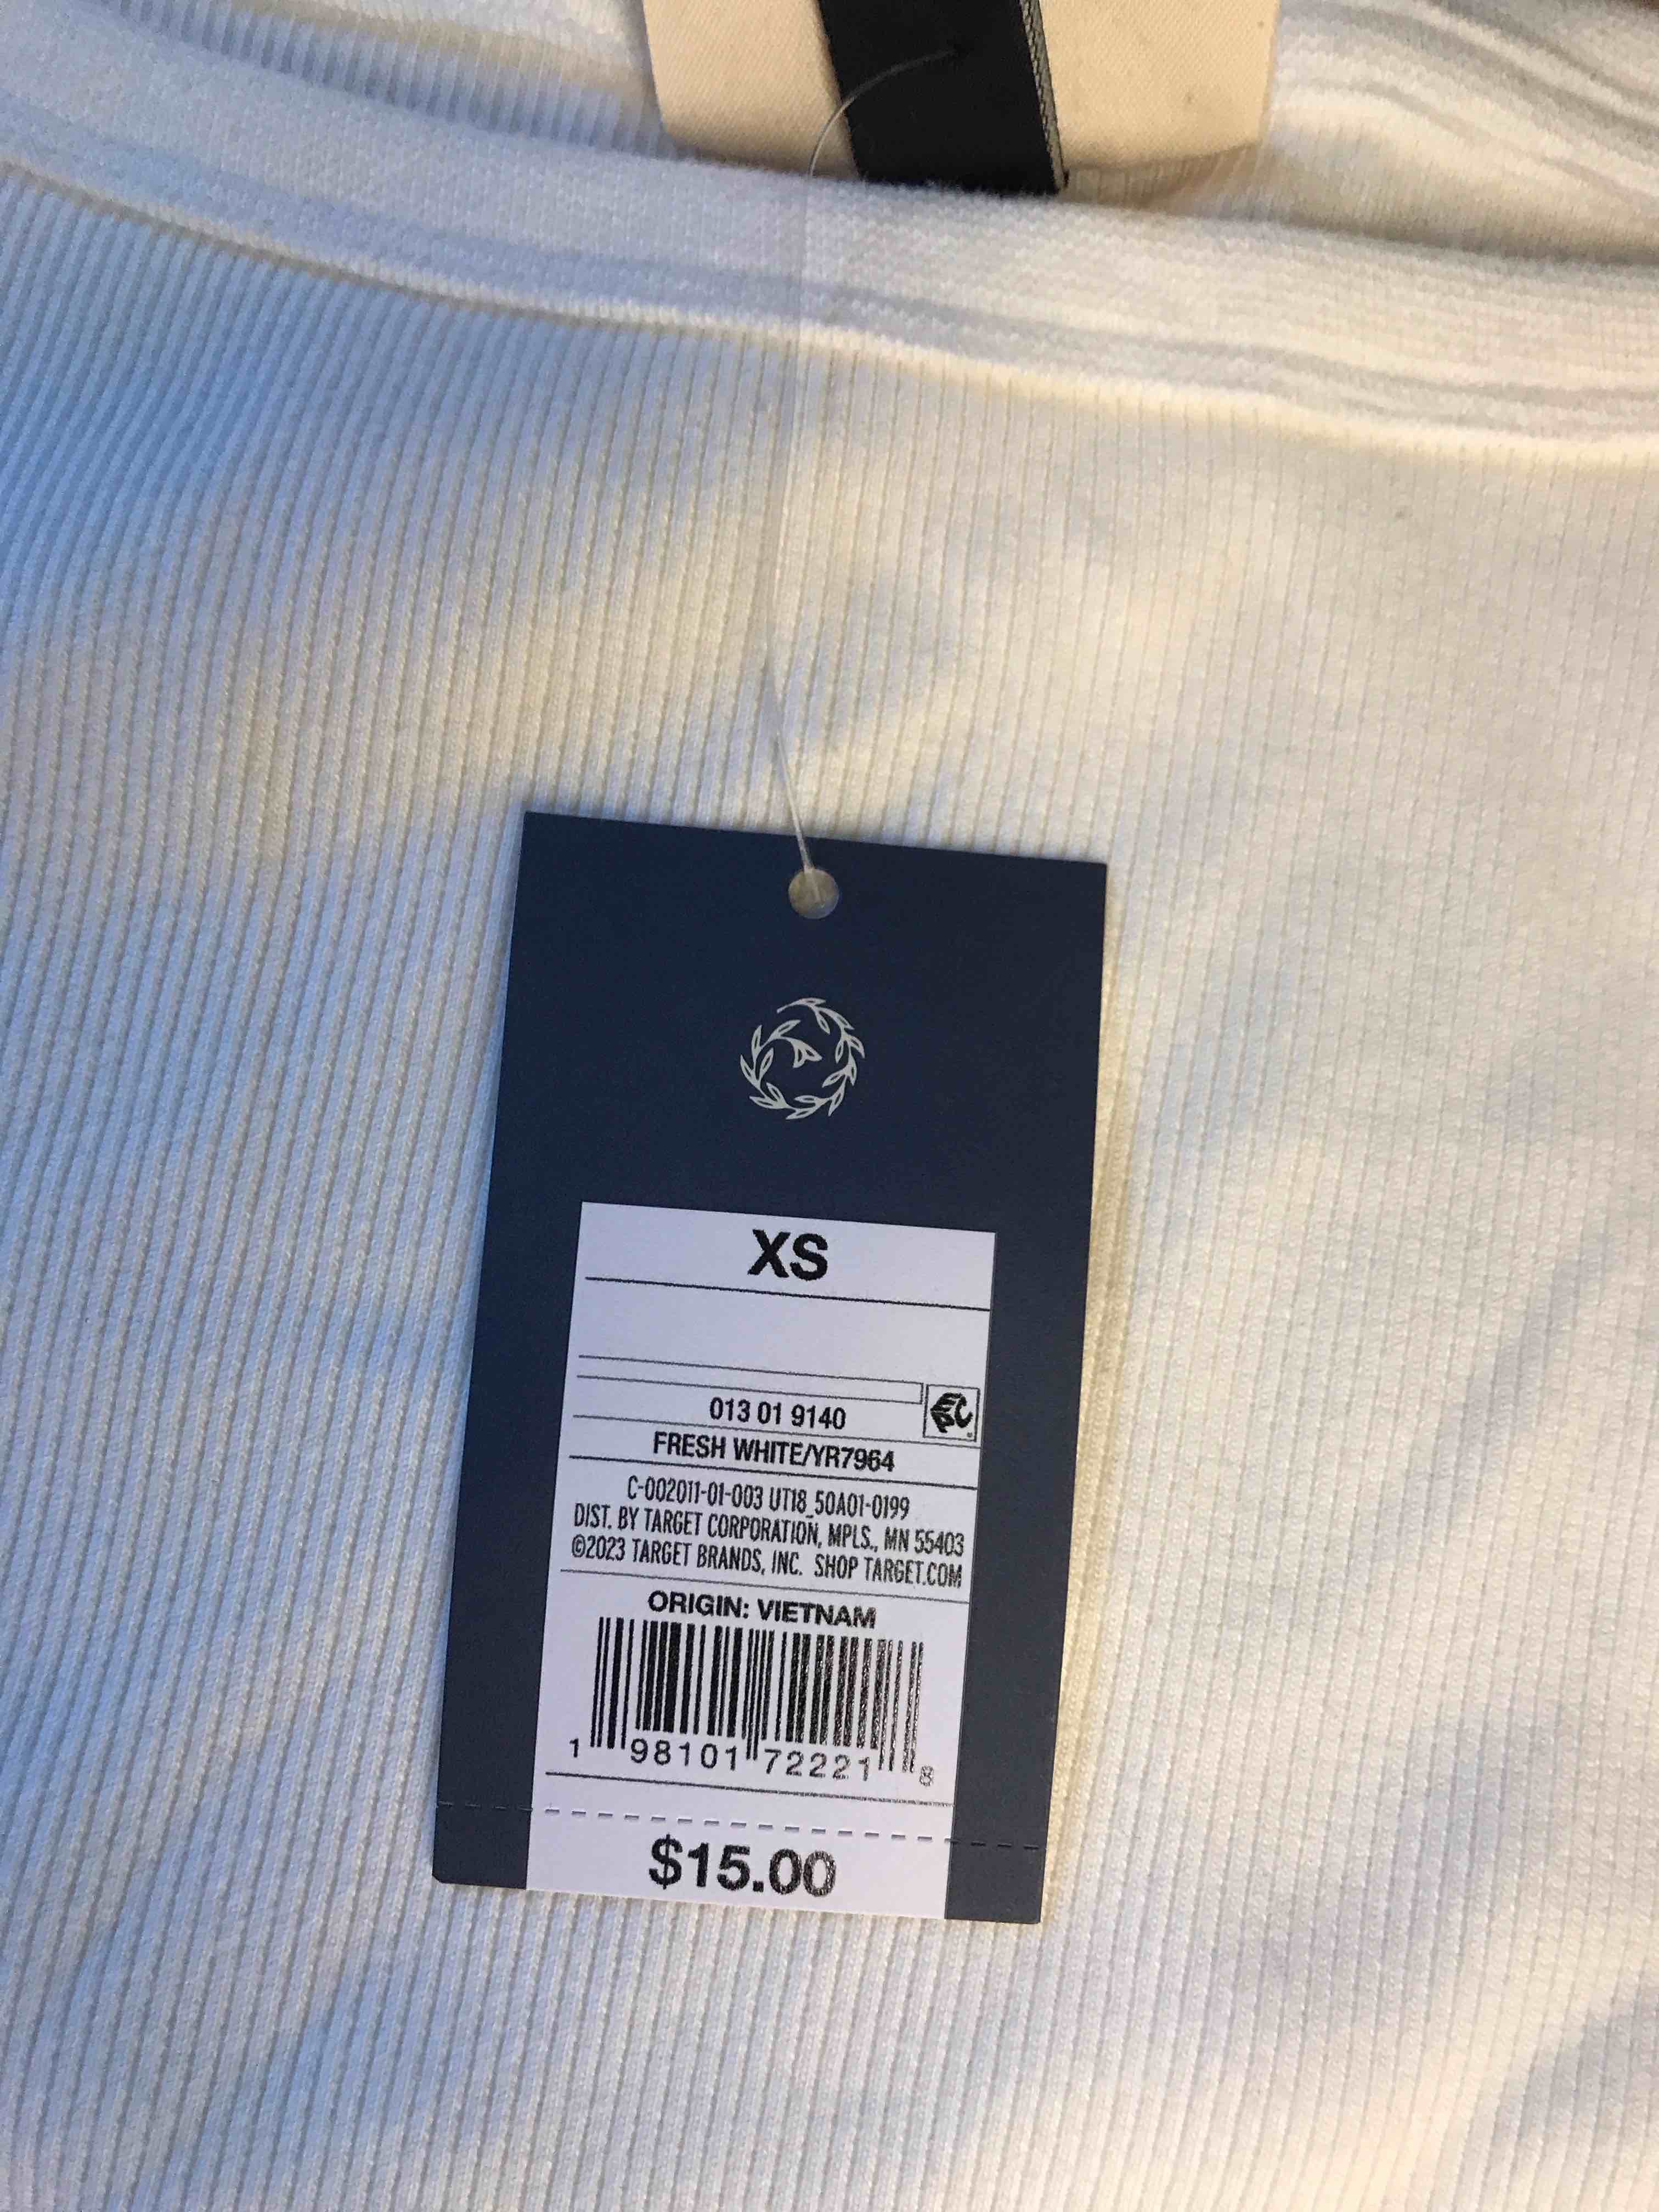 XS
013 01 9140
FRESH WHITE/YR7964
C-002011-01-003 UT18_50A01-0199
DIST. BY TARGET CORPORATION, MPLS., MN 55403
©2023 TARGET BRANDS, INC. SHOP TARGET.COM
ORIGIN: VIETNAM
1 98101 72221 8
$15.00